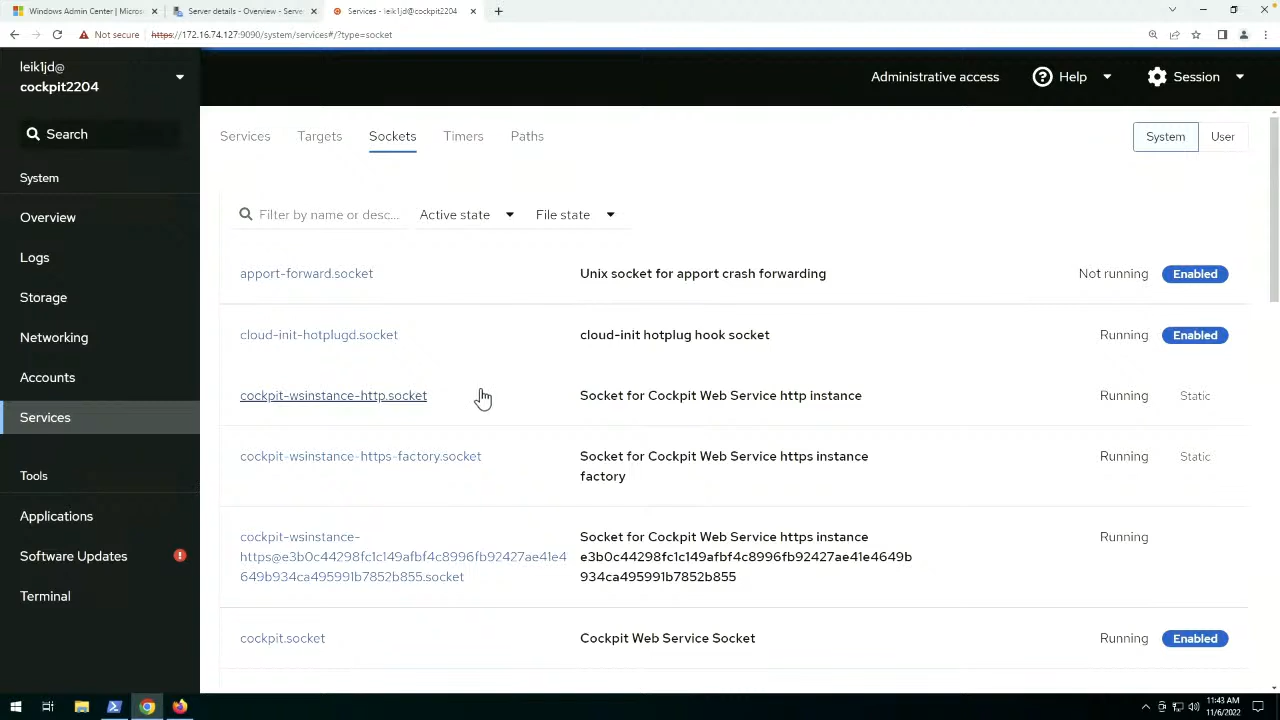 Windows Admin Center | Micros
Server details - Overview - Serve
Services - leik1jd@cockpit2204
Not secure
https://172.16.74.127:9090/system/services#/?type=socket
leik1jd@
cockpit2204
Administrative access
Help
Session
Search
System
Overview
Logs
Storage
Networking
Accounts
Services
Tools
Applications
Software Updates
Terminal
Services Targets Sockets Timers Paths
System User
Filter by name or desc... Active state File state
apport-forward.socket Unix socket for apport crash forwarding Not running Enabled
cloud-init-hotplugd.socket cloud-init hotplug hook socket Running Enabled
cockpit-wsinstance-http.socket Socket for Cockpit Web Service http instance Running Static
cockpit-wsinstance-https-factory.socket Socket for Cockpit Web Service https instance Running Static
factory
cockpit-wsinstance- Socket for Cockpit Web Service https instance Running
https@e3b0c44298fc1c149afbf4c8996fb92427ae41e4 e3b0c44298fc1c149afbf4c8996fb92427ae41e4649b
649b934ca495991b7852b855.socket 934ca495991b7852b855
cockpit.socket Cockpit Web Service Socket Running Enabled
11:43 AM
11/6/2022